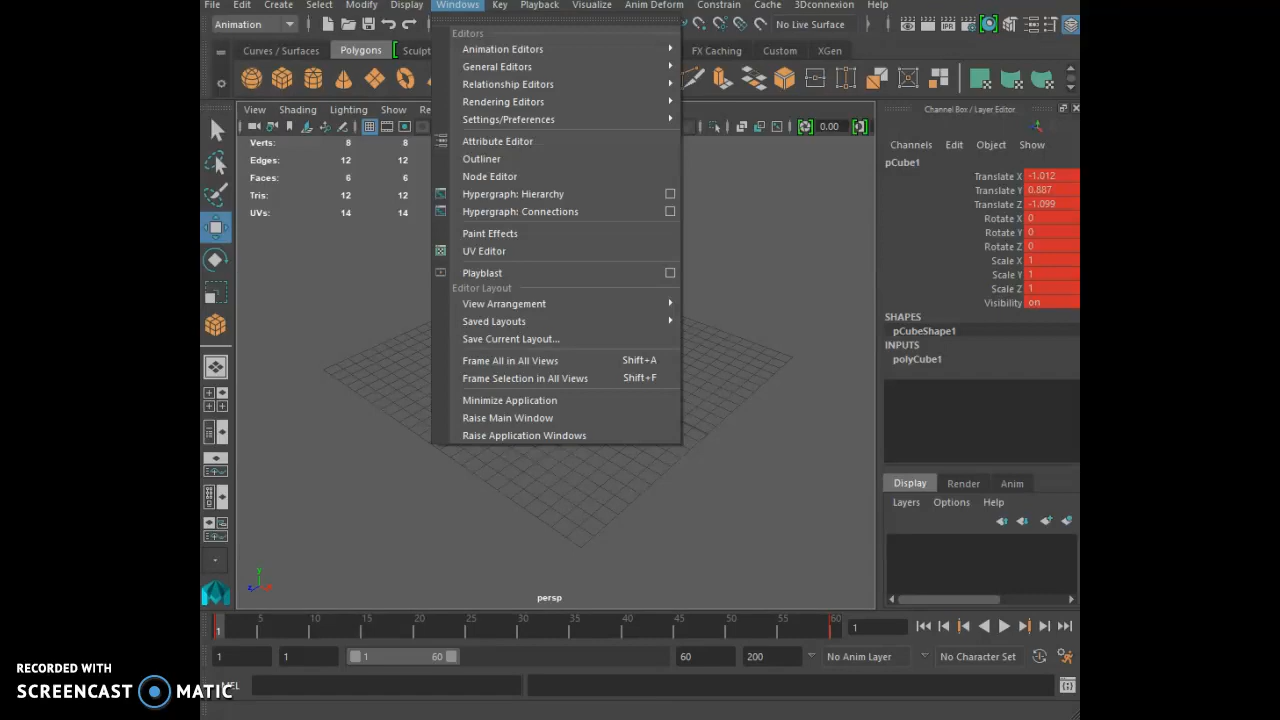 File Edit Create Select Modify Display Windows Key Playback Visualize Anim Deform Constrain Cache 3Dconnexion Help
Animation No Live Surface
Curves / Surfaces Polygons Sculpt FX Caching Custom XGen
View Shading Lighting Show Re
0.00
Verts: 8 8
Edges: 12 12
Faces: 6 6
Tris: 12 12
UVs: 14 14
Editors
Animation Editors
General Editors
Relationship Editors
Rendering Editors
Settings/Preferences
Attribute Editor
Outliner
Node Editor
Hypergraph: Hierarchy
Hypergraph: Connections
Paint Effects
UV Editor
Playblast
Editor Layout
View Arrangement
Saved Layouts
Save Current Layout...
Frame All in All Views Shift+A
Frame Selection in All Views Shift+F
Minimize Application
Raise Main Window
Raise Application Windows
Channel Box / Layer Editor
Channels Edit Object Show
pCube1
Translate X -1.012
Translate Y 0.887
Translate Z -1.099
Rotate X 0
Rotate Y 0
Rotate Z 0
Scale X 1
Scale Y 1
Scale Z 1
Visibility on
SHAPES
pCubeShape1
INPUTS
polyCube1
Display Render Anim
Layers Options Help
y
z
persp
1 5 10 15 20 25 30 35 40 45 50 55 60 1
1 1 1 60 60 200 No Anim Layer No Character Set
RECORDED WITH
SCREENCAST MATIC